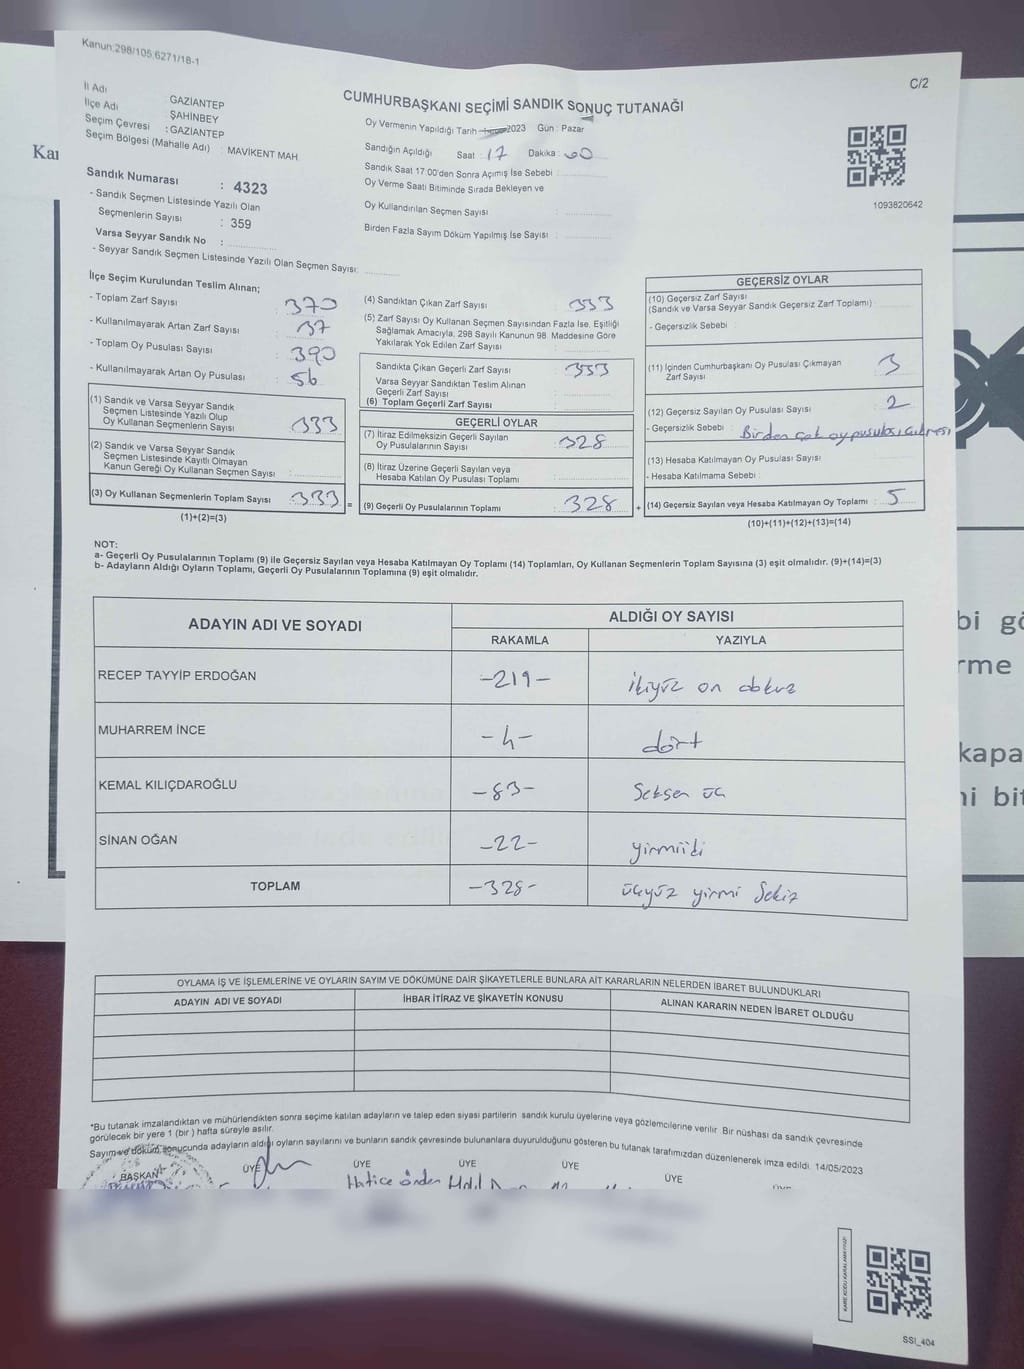 Kanun:298/105,6271/18-1
C/2
İl Adı GAZİANTEP
İlçe Adı ŞAHİNBEY
Seçim Çevresi : GAZİANTEP
Seçim Bölgesi (Mahalle Adı) : MAVİKENT MAH
Sandık Numarası : 4323
- Sandık Seçmen Listesinde Yazılı Olan
Seçmenlerin Sayısı : 359
Varsa Seyyar Sandık No :
- Seyyar Sandık Seçmen Listesinde Yazılı Olan Seçmen Sayısı:
CUMHURBAŞKANI SEÇİMİ SANDIK SONUÇ TUTANAĞI
Oy Vermenin Yapıldığı Tarih 2023 Gün : Pazar
Sandığın Açıldığı Saat : 17 Dakika : 00
Sandık Saat 17:00'den Sonra Açımış İse Sebebi :
Oy Verme Saati Bitiminde Sırada Bekleyen ve
Oy Kullandırılan Seçmen Sayısı :
Birden Fazla Sayım Döküm Yapılmış İse Sayısı :
1093820642
İlçe Seçim Kurulundan Teslim Alınan;
- Toplam Zarf Sayısı : 370
- Kullanılmayarak Artan Zarf Sayısı : 37
- Toplam Oy Pusulası Sayısı : 390
- Kullanılmayarak Artan Oy Pusulası : 56
(1) Sandık ve Varsa Seyyar Sandık
Seçmen Listesinde Yazılı Olup
Oy Kullanan Seçmenlerin Sayısı : 333
(2) Sandık ve Varsa Seyyar Sandık
Seçmen Listesinde Kayıtlı Olmayan
Kanun Gereği Oy Kullanan Seçmen Sayısı :
(3) Oy Kullanan Seçmenlerin Toplam Sayısı : 333 =
(1)+(2)=(3)
(4) Sandıktan Çıkan Zarf Sayısı : 333
(5) Zarf Sayısı Oy Kullanan Seçmen Sayısından Fazla İse, Eşitliği
Sağlamak Amacıyla, 298 Sayılı Kanunun 98. Maddesine Göre
Yakılarak Yok Edilen Zarf Sayısı :
Sandıkta Çıkan Geçerli Zarf Sayısı : 333
Varsa Seyyar Sandıktan Teslim Alınan
Geçerli Zarf Sayısı :
(6) Toplam Geçerli Zarf Sayısı :
GEÇERLİ OYLAR
(7) İtiraz Edilmeksizin Geçerli Sayılan
Oy Pusulalarının Sayısı : 328
(8) İtiraz Üzerine Geçerli Sayılan veya
Hesaba Katılan Oy Pusulası Toplamı :
(9) Geçerli Oy Pusulalarının Toplamı : 328 +
GEÇERSİZ OYLAR
(10) Geçersiz Zarf Sayısı
(Sandık ve Varsa Seyyar Sandık Geçersiz Zarf Toplamı) :
- Geçersizlik Sebebi :
(11) İçinden Cumhurbaşkanı Oy Pusulası Çıkmayan
Zarf Sayısı : 3
(12) Geçersiz Sayılan Oy Pusulası Sayısı : 2
- Geçersizlik Sebebi : Birden çok oy pusulası çıkması
(13) Hesaba Katılmayan Oy Pusulası Sayısı :
- Hesaba Katılmama Sebebi :
(14) Geçersiz Sayılan veya Hesaba Katılmayan Oy Toplamı : 5
(10)+(11)+(12)+(13)=(14)
NOT:
a- Geçerli Oy Pusulalarının Toplamı (9) ile Geçersiz Sayılan veya Hesaba Katılmayan Oy Toplamı (14) Toplamları, Oy Kullanan Seçmenlerin Toplam Sayısına (3) eşit olmalıdır. (9)+(14)=(3)
b- Adayların Aldığı Oyların Toplamı, Geçerli Oy Pusulalarının Toplamına (9) eşit olmalıdır.
ADAYIN ADI VE SOYADI ALDIĞI OY SAYISI
RAKAMLA YAZIYLA
RECEP TAYYİP ERDOĞAN -219- ikiyüz on dokuz
MUHARREM İNCE -4- dört
KEMAL KILIÇDAROĞLU -83- Seksen üç
SİNAN OĞAN -22- yirmiiki
TOPLAM -328- üçyüz yirmi Sekiz
OYLAMA İŞ VE İŞLEMLERİNE VE OYLARIN SAYIM VE DÖKÜMÜNE DAİR ŞİKAYETLERLE BUNLARA AİT KARARLARIN NELERDEN İBARET BULUNDUKLARI
ADAYIN ADI VE SOYADI İHBAR İTİRAZ VE ŞİKAYETİN KONUSU ALINAN KARARIN NEDEN İBARET OLDUĞU
*Bu tutanak imzalandıktan ve mühürlendikten sonra seçime katılan adayların ve talep eden siyasi partilerin sandık kurulu üyelerine veya gözlemcilerine verilir. Bir nüshası da sandık çevresinde
görülecek bir yere 1 (bir) hafta süreyle asılır.
Sayım ve döküm sonucunda adayların aldığı oyların sayılarını ve bunların sandık çevresinde bulunanlara duyurulduğunu gösteren bu tutanak tarafımızdan düzenlenerek imza edildi. 14/05/2023
BAŞKAN ÜYE ÜYE ÜYE ÜYE ÜYE
Hatice önder
KARE KODU KARALAMAYINIZ!
SSI_404
Kar
bi gö
rme
kapa
ni bit